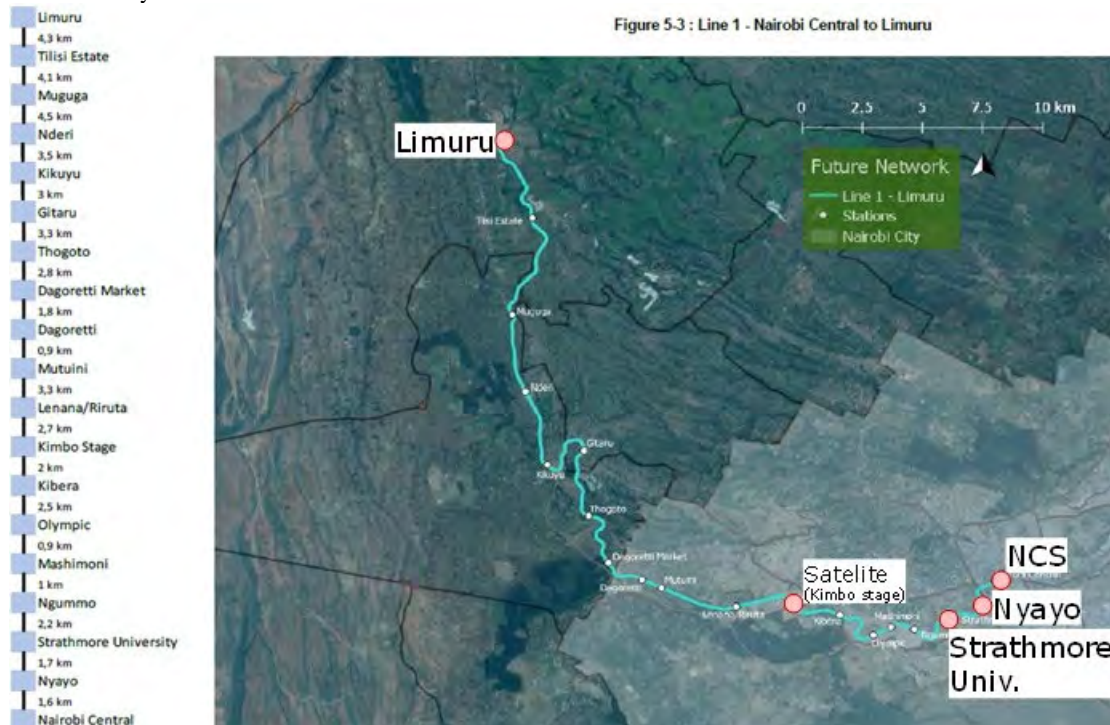 Limuru
4,3 km
Tilisi Estate
4,1 km
Muguga
4,5 km
Nderi
3,5 km
Kikuyu
3 km
Gitaru
3,3 km
Thogoto
2,8 km
Dagoretti Market
1,8 km
Dagoretti
0,9 km
Mutuini
3,3 km
Lenana/Riruta
2,7 km
Kimbo Stage
2 km
Kibera
2,5 km
Olympic
0,9 km
Mashimoni
1 km
Ngummo
2,2 km
Strathmore University
1,7 km
Nyayo
1,6 km
Nairobi Central
Figure 5-3 : Line 1 - Nairobi Central to Limuru
0 2.5 5 7.5 10 km
Future Network
Line 1 - Limuru
Stations
Nairobi City
Limuru
Tilisi Estate
Muguga
Nderi
Gitaru
Kikuyu
Thogoto
Dagoretti Market
Dagoretti
Mutuini
Lenana/Riruta
Satelite
(Kimbo stage)
Kibera
Mashimoni
Olympic
NCS
Nyayo
Strathmore
Univ.